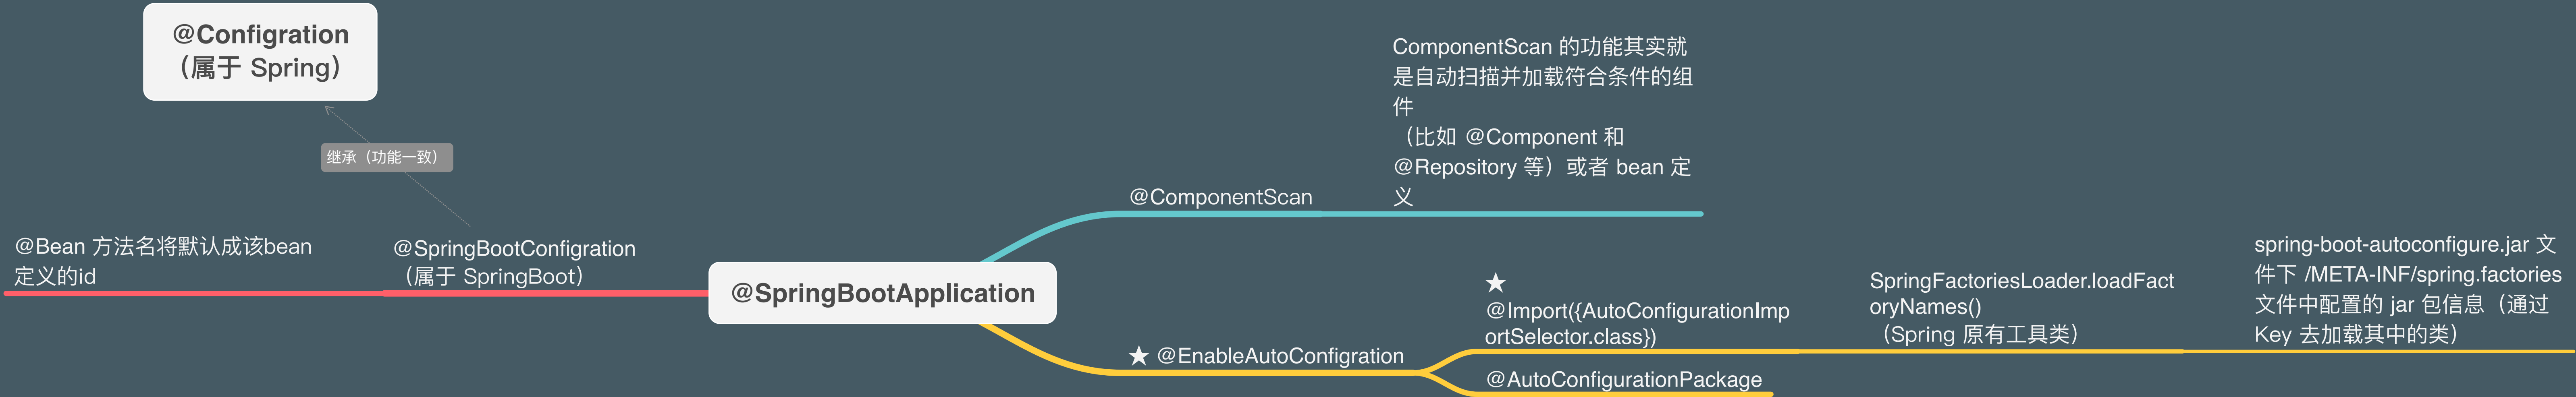 @Configration
（属于 Spring）
继承（功能一致）
@Bean 方法名将默认成该bean
定义的id
@SpringBootConfigration
（属于 SpringBoot）
@SpringBootApplication
@ComponentScan
ComponentScan 的功能其实就
是自动扫描并加载符合条件的组
件
（比如 @Component 和
@Repository 等）或者 bean 定
义
★ @EnableAutoConfigration
★
@Import({AutoConfigurationImp
ortSelector.class})
SpringFactoriesLoader.loadFact
oryNames()
（Spring 原有工具类）
spring-boot-autoconfigure.jar 文
件下 /META-INF/spring.factories
文件中配置的 jar 包信息（通过
Key 去加载其中的类）
@AutoConfigurationPackage